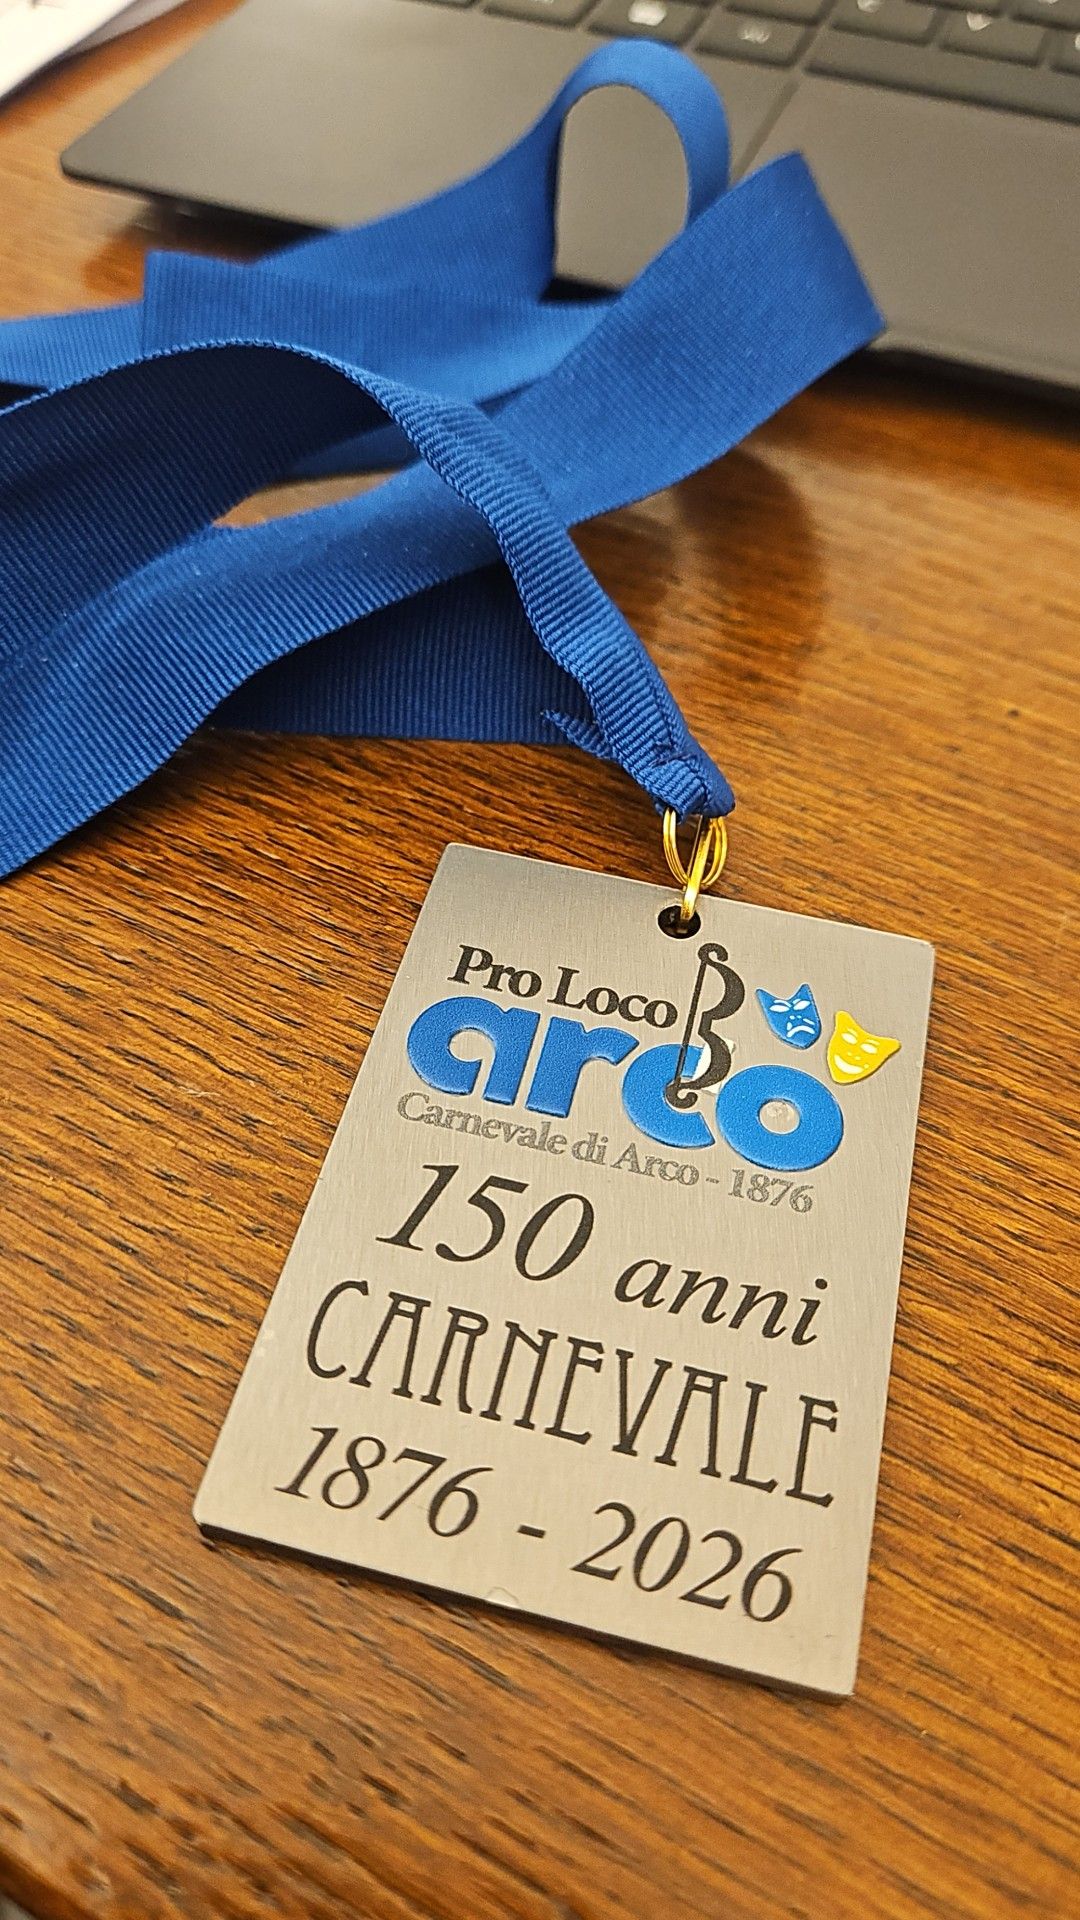 Pro Loco
arco
Carnevale di Arco - 1876
150 anni
CARNEVALE
1876 - 2026